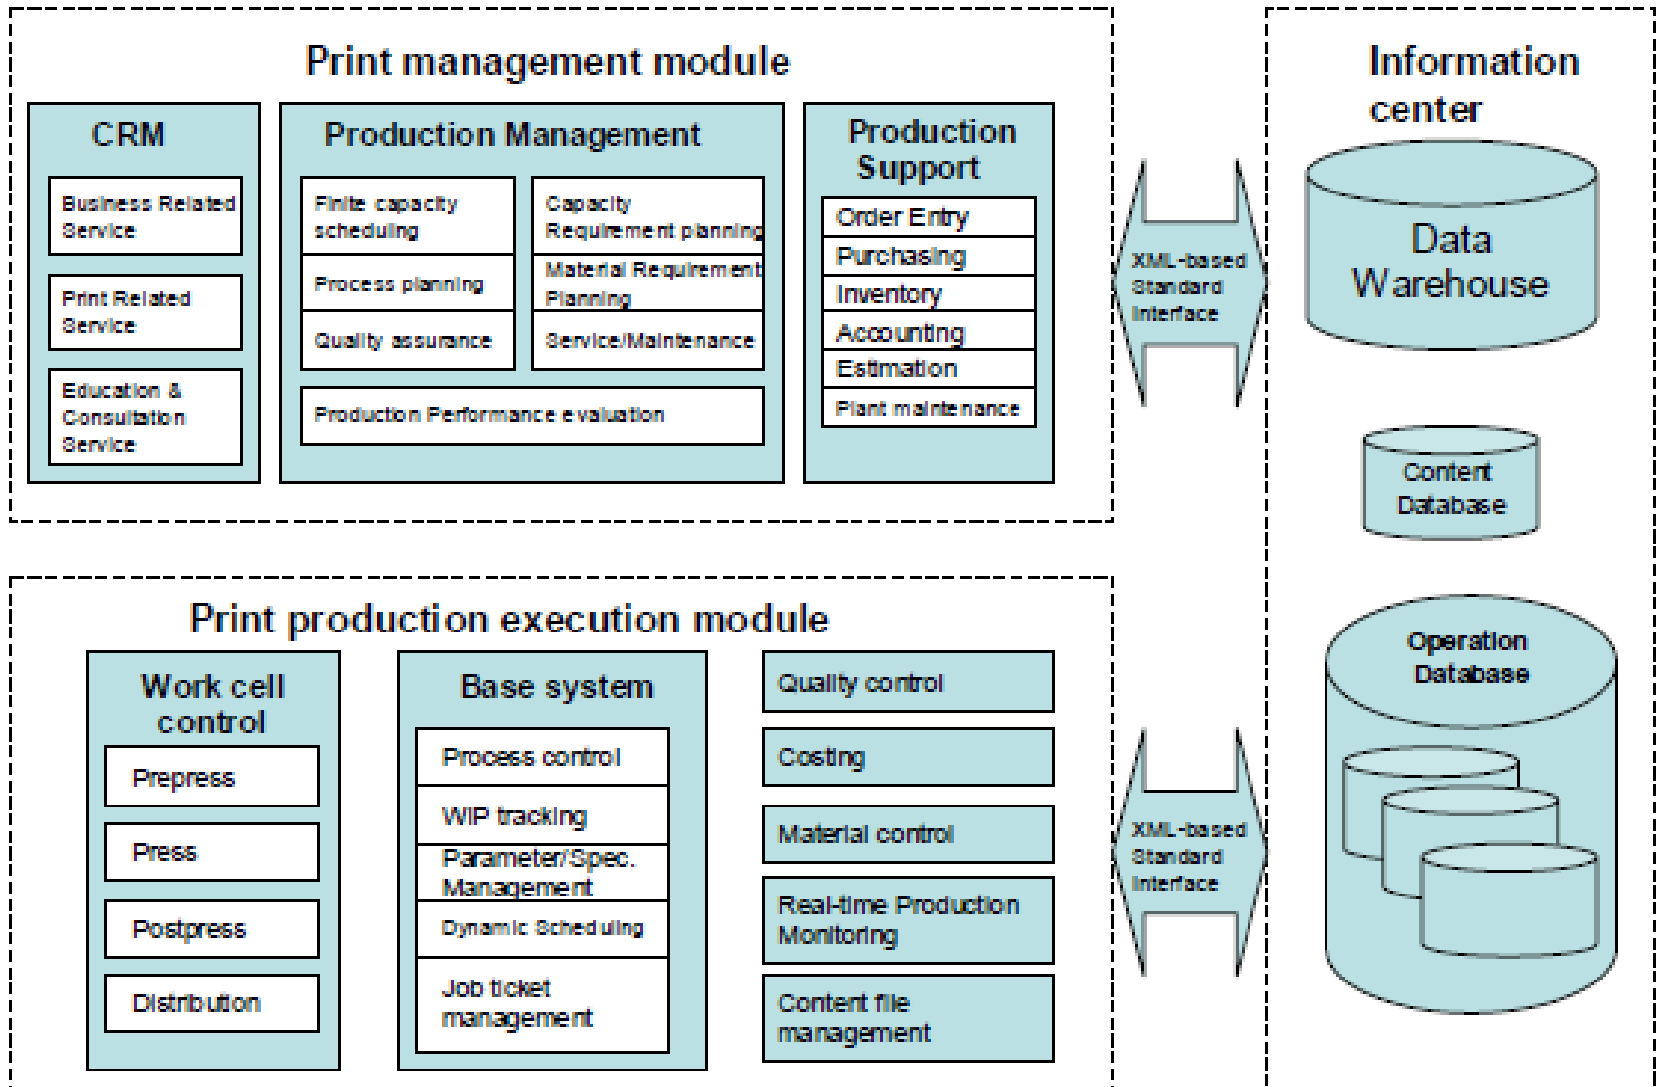 Print management module
CRM
Business Related
Service
Print Related
Service
Education &
Consultation
Service
Production Management
Finite capacity
scheduling
Process planning
Quality assurance
Capacity
Requirement planning
Material Requirement
Planning
Service/Maintenance
Production Performance evaluation
Production
Support
Order Entry
Purchasing
Inventory
Accounting
Estimation
Plant maintenance
XML-based
Standard
Interface
Information
center
Data
Warehouse
Content
Database
Operation
Database
Print production execution module
Work cell
control
Prepress
Press
Postpress
Distribution
Base system
Process control
WIP tracking
Parameter/Spec.
Management
Dynamic Scheduling
Job ticket
management
Quality control
Costing
Material control
Real-time Production
Monitoring
Content file
management
XML-based
Standard
Interface